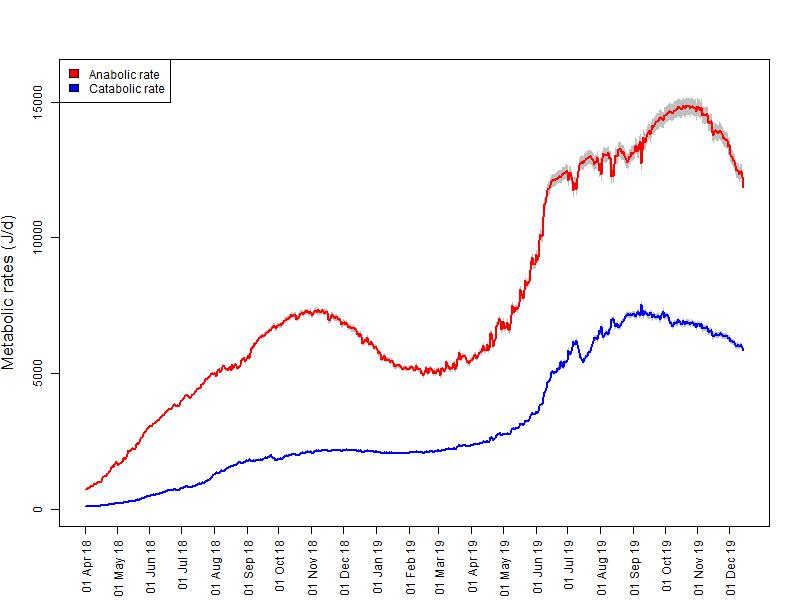 Anabolic rate
Catabolic rate
Metabolic rates (J/d)
15000
10000
5000
0
01 Apr 18
01 May 18
01 Jun 18
01 Jul 18
01 Aug 18
01 Sep 18
01 Oct 18
01 Nov 18
01 Dec 18
01 Jan 19
01 Feb 19
01 Mar 19
01 Apr 19
01 May 19
01 Jun 19
01 Jul 19
01 Aug 19
01 Sep 19
01 Oct 19
01 Nov 19
01 Dec 19